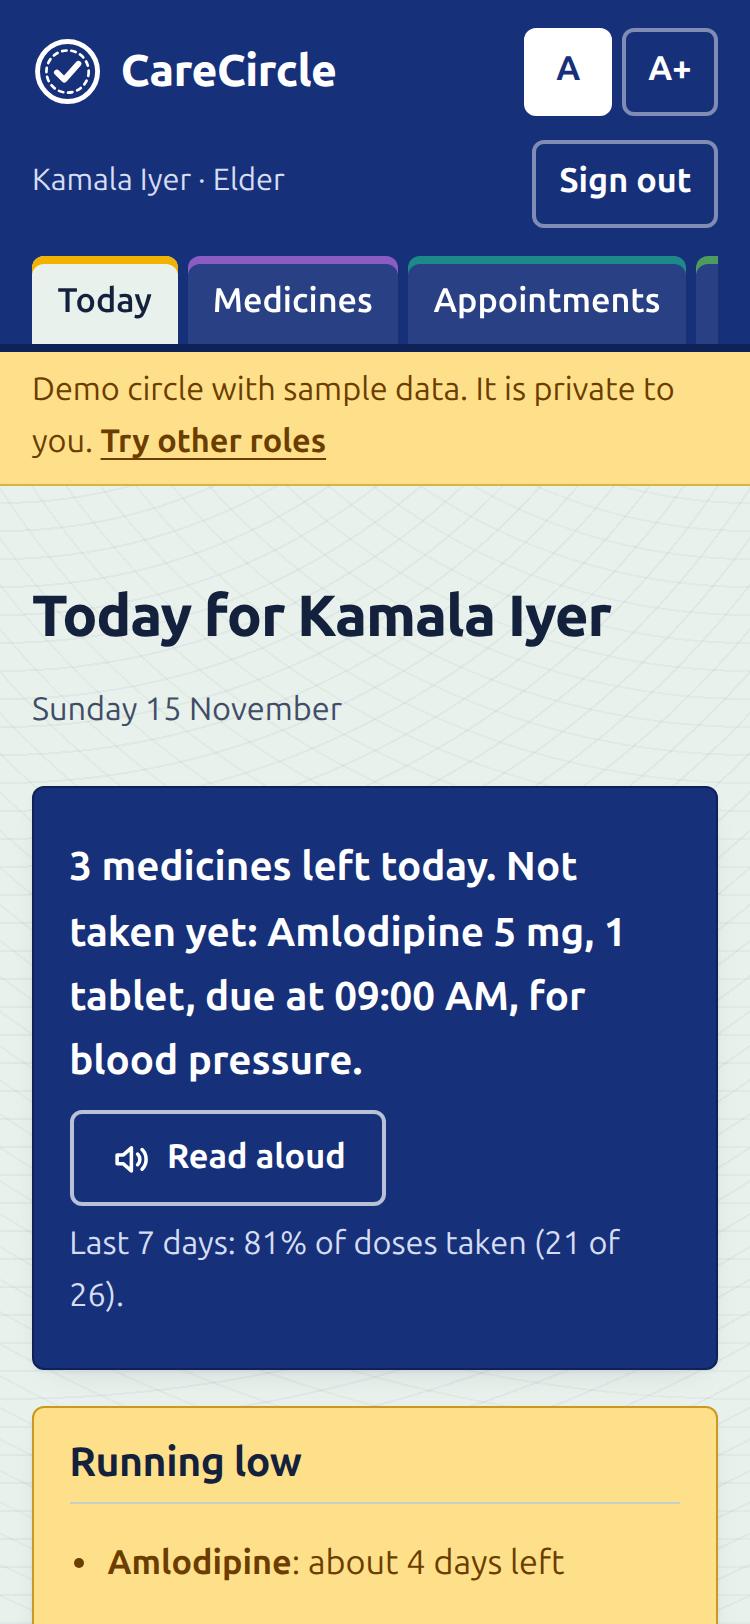 CareCircle
A
A+
Kamala Iyer · Elder
Sign out
Today
Medicines
Appointments
Demo circle with sample data. It is private to
you. Try other roles
Today for Kamala Iyer
Sunday 15 November
3 medicines left today. Not
taken yet: Amlodipine 5 mg, 1
tablet, due at 09:00 AM, for
blood pressure.
Read aloud
Last 7 days: 81% of doses taken (21 of
26).
Running low
• Amlodipine: about 4 days left